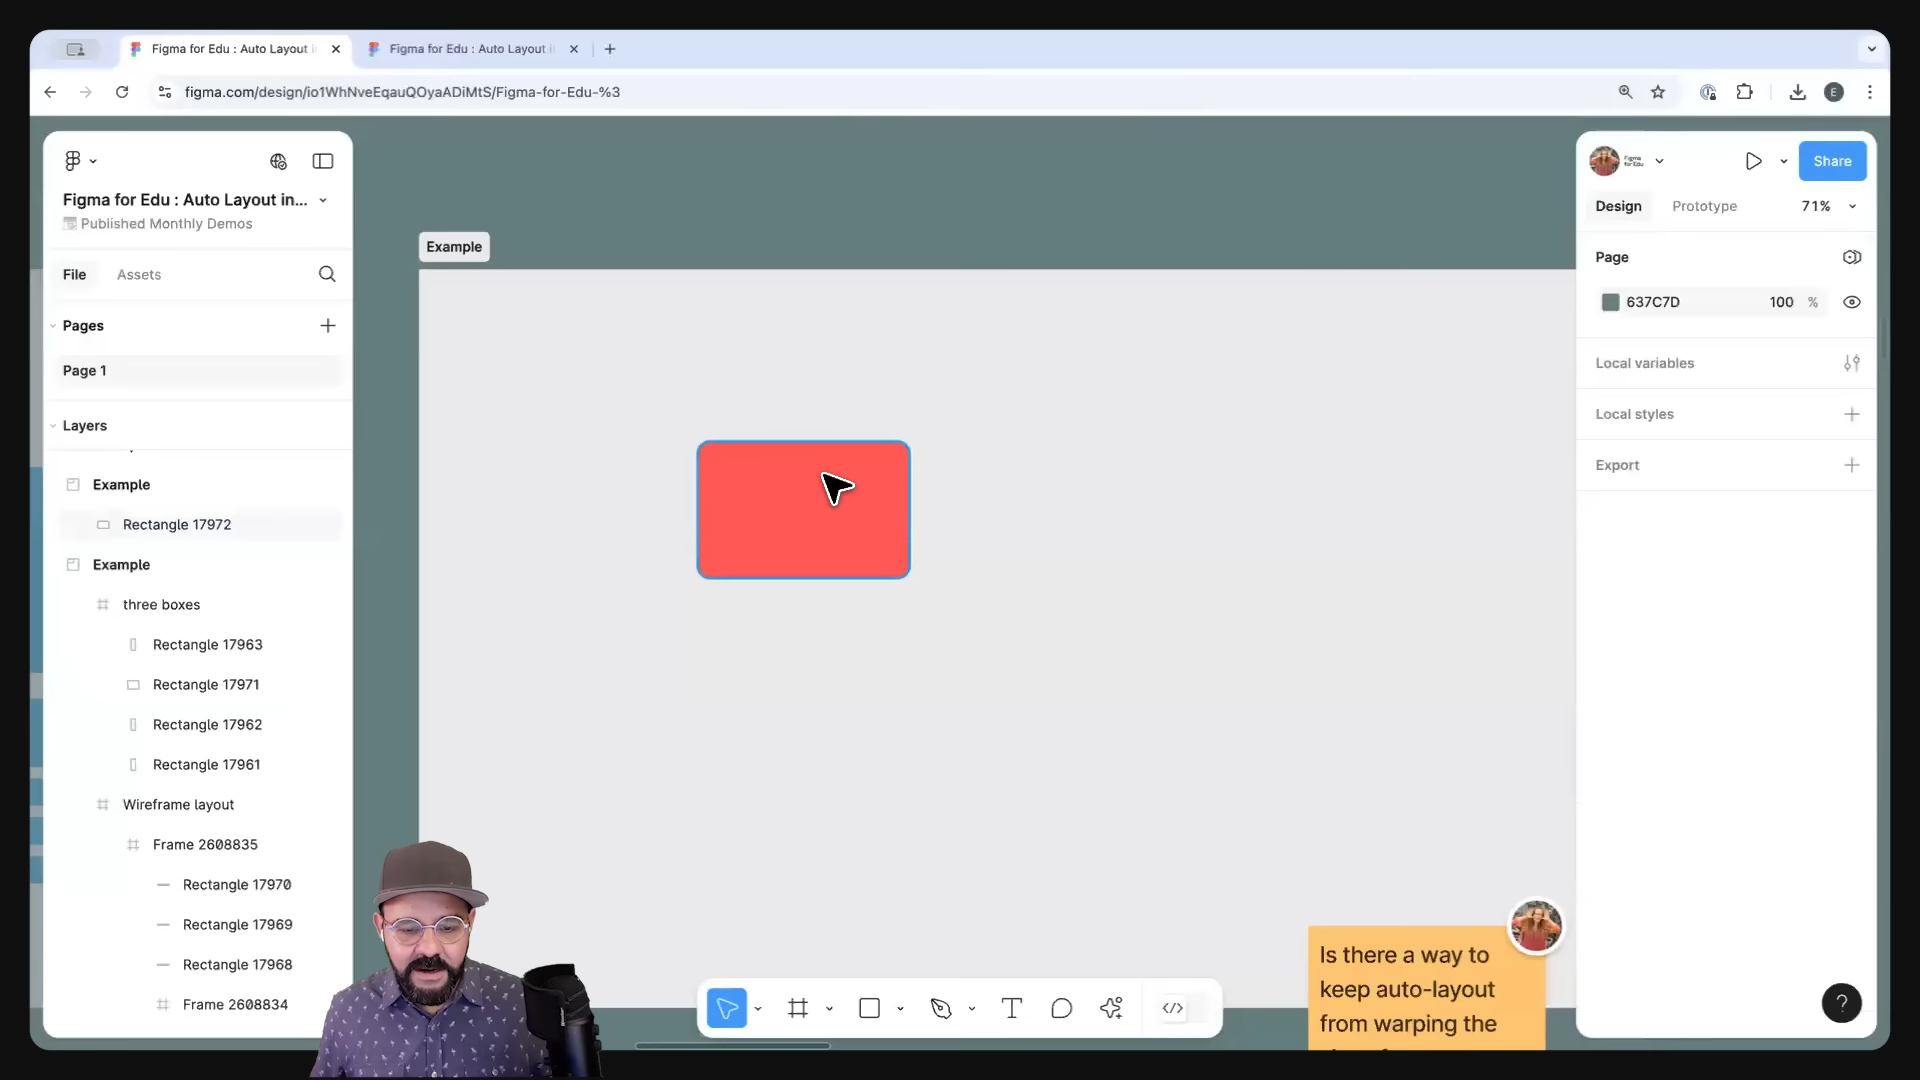 Figma for Edu : Auto Layout i
Figma for Edu : Auto Layout i
figma.com/design/io1WhNveEqauQOyaADiMtS/Figma-for-Edu-%3
E
Figma for Edu : Auto Layout in...
Published Monthly Demos
File
Assets
Pages
Page 1
Layers
Example
Rectangle 17972
Example
three boxes
Rectangle 17963
Rectangle 17971
Rectangle 17962
Rectangle 17961
Wireframe layout
Frame 2608835
Rectangle 17970
Rectangle 17969
Rectangle 17968
Frame 2608834
Example
Is there a way to
keep auto-layout
from warping the
Figma
for Edu
Share
Design
Prototype
71%
Page
637C7D
100
%
Local variables
Local styles
Export
?